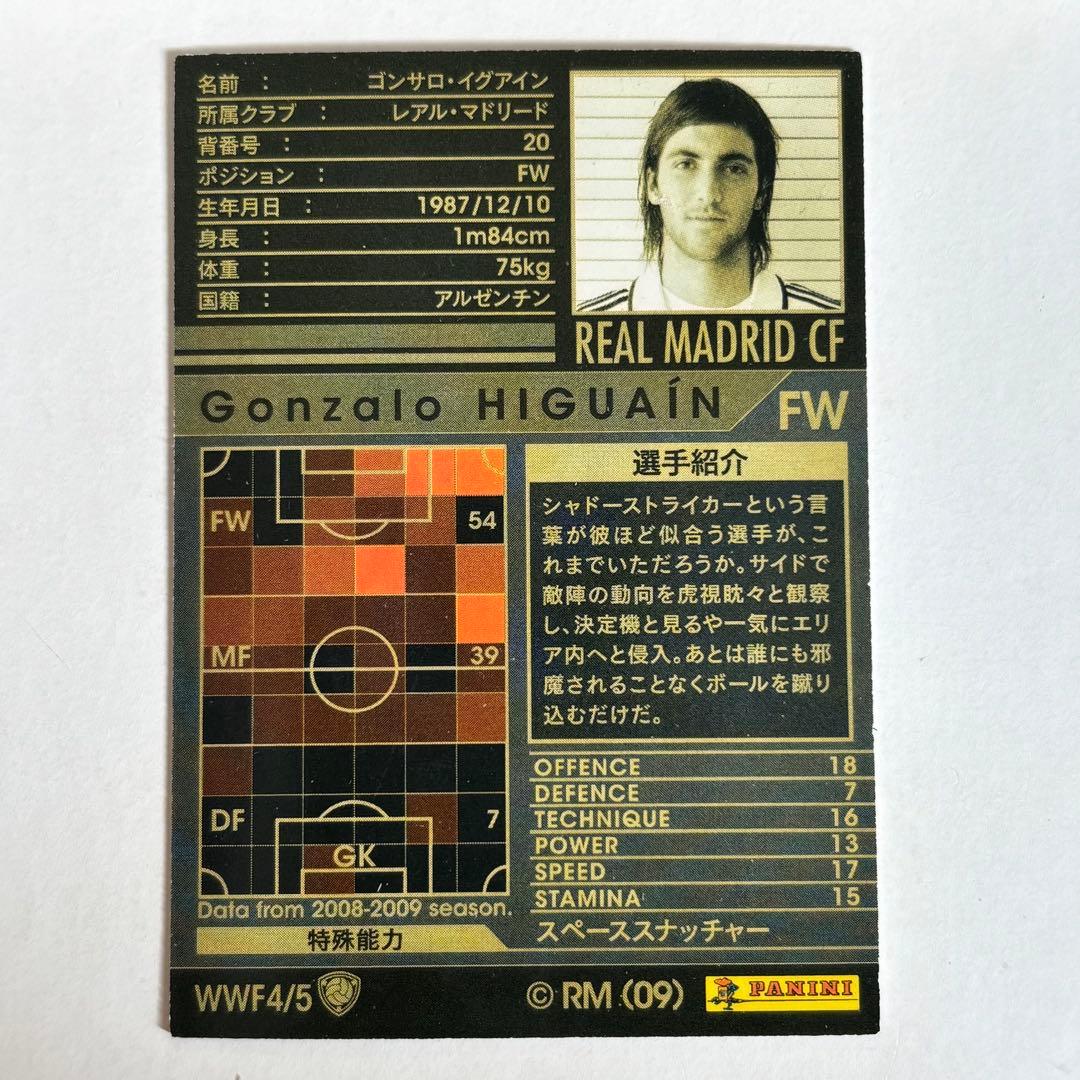 名前 : ゴンサロ・イグアイン
所属クラブ : レアル・マドリード
背番号 : 20
ポジション : FW
生年月日 : 1987/12/10
身長 : 1m84cm
体重 : 75kg
国籍 : アルゼンチン
REAL MADRID CF
Gonzalo HIGUAÍN
FW
FW 54
MF 39
DF 7
GK
Data from 2008-2009 season.
選手紹介
シャドーストライカーという言
葉が彼ほど似合う選手が、こ
れまでいただろうか。サイドで
敵陣の動向を虎視眈々と観察
し、決定機と見るや一気にエリ
ア内へと侵入。あとは誰にも邪
魔されることなくボールを蹴り
込むだけだ。
OFFENCE 18
DEFENCE 7
TECHNIQUE 16
POWER 13
SPEED 17
STAMINA 15
特殊能力 スペーススナッチャー
WWF4/5
© RM (09)
PANINI